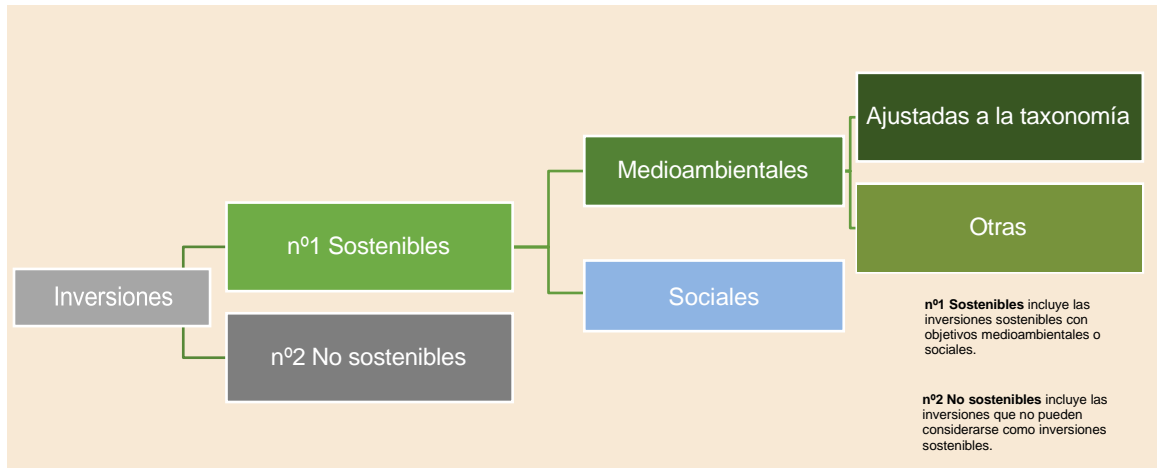 Ajustadas a la taxonomía
Medioambientales
Otras
nº1 Sostenibles
Sociales
Inversiones
nº2 No sostenibles
nº1 Sostenibles incluye las
inversiones sostenibles con
objetivos medioambientales o
sociales.
nº2 No sostenibles incluye las
inversiones que no pueden
considerarse como inversiones
sostenibles.